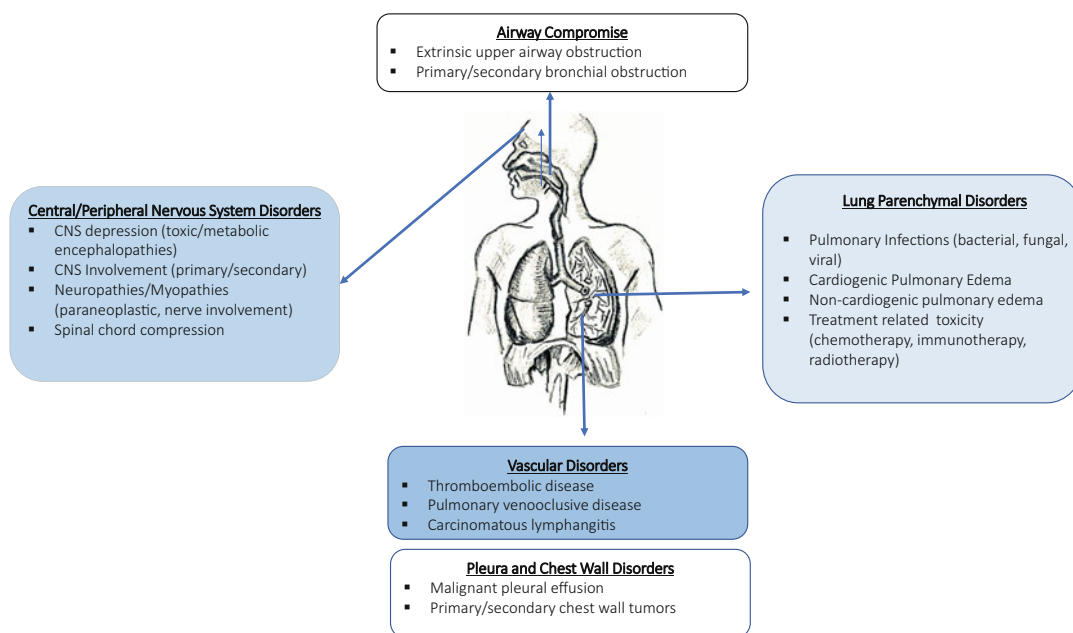 Airway Compromise
▪ Extrinsic upper airway obstruction
▪ Primary/secondary bronchial obstruction
Central/Peripheral Nervous System Disorders
▪ CNS depression (toxic/metabolic
encephalopathies)
▪ CNS Involvement (primary/secondary)
▪ Neuropathies/Myopathies
(paraneoplastic, nerve involvement)
▪ Spinal chord compression
Lung Parenchymal Disorders
▪ Pulmonary Infections (bacterial, fungal,
viral)
▪ Cardiogenic Pulmonary Edema
▪ Non-cardiogenic pulmonary edema
▪ Treatment related toxicity
(chemotherapy, immunotherapy,
radiotherapy)
Vascular Disorders
▪ Thromboembolic disease
▪ Pulmonary venooclusive disease
▪ Carcinomatous lymphangitis
Pleura and Chest Wall Disorders
▪ Malignant pleural effusion
▪ Primary/secondary chest wall tumors